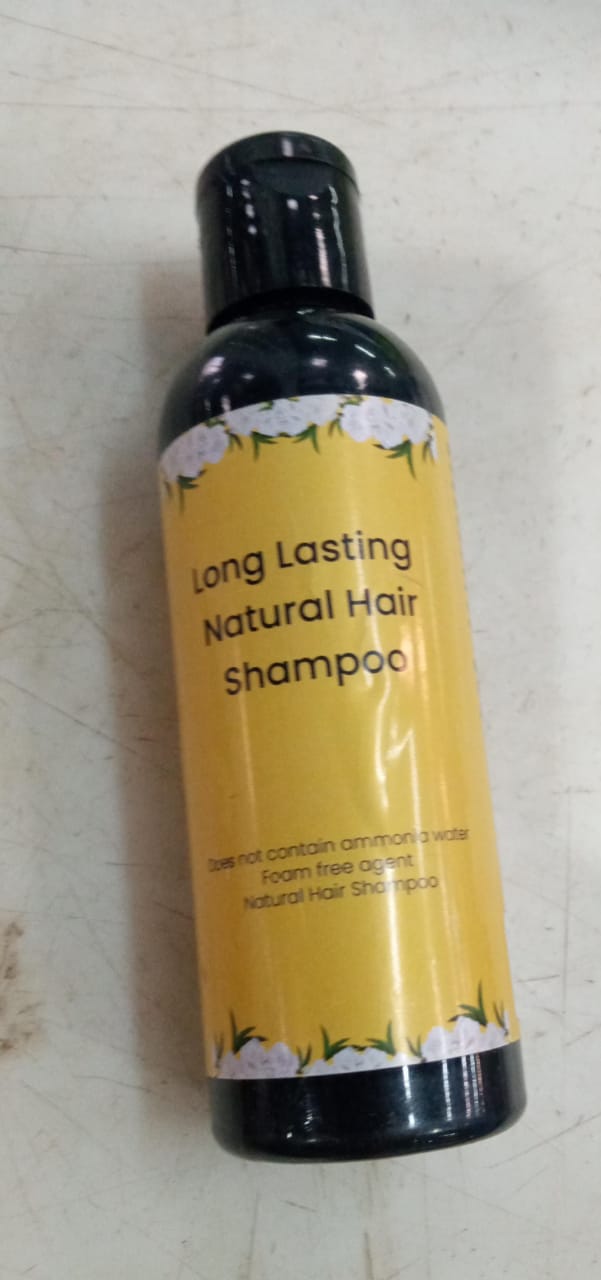 Long Lasting
Natural Hair
Shampoo
Does not contain ammonia water
Foam free agent
Natural Hair Shampoo